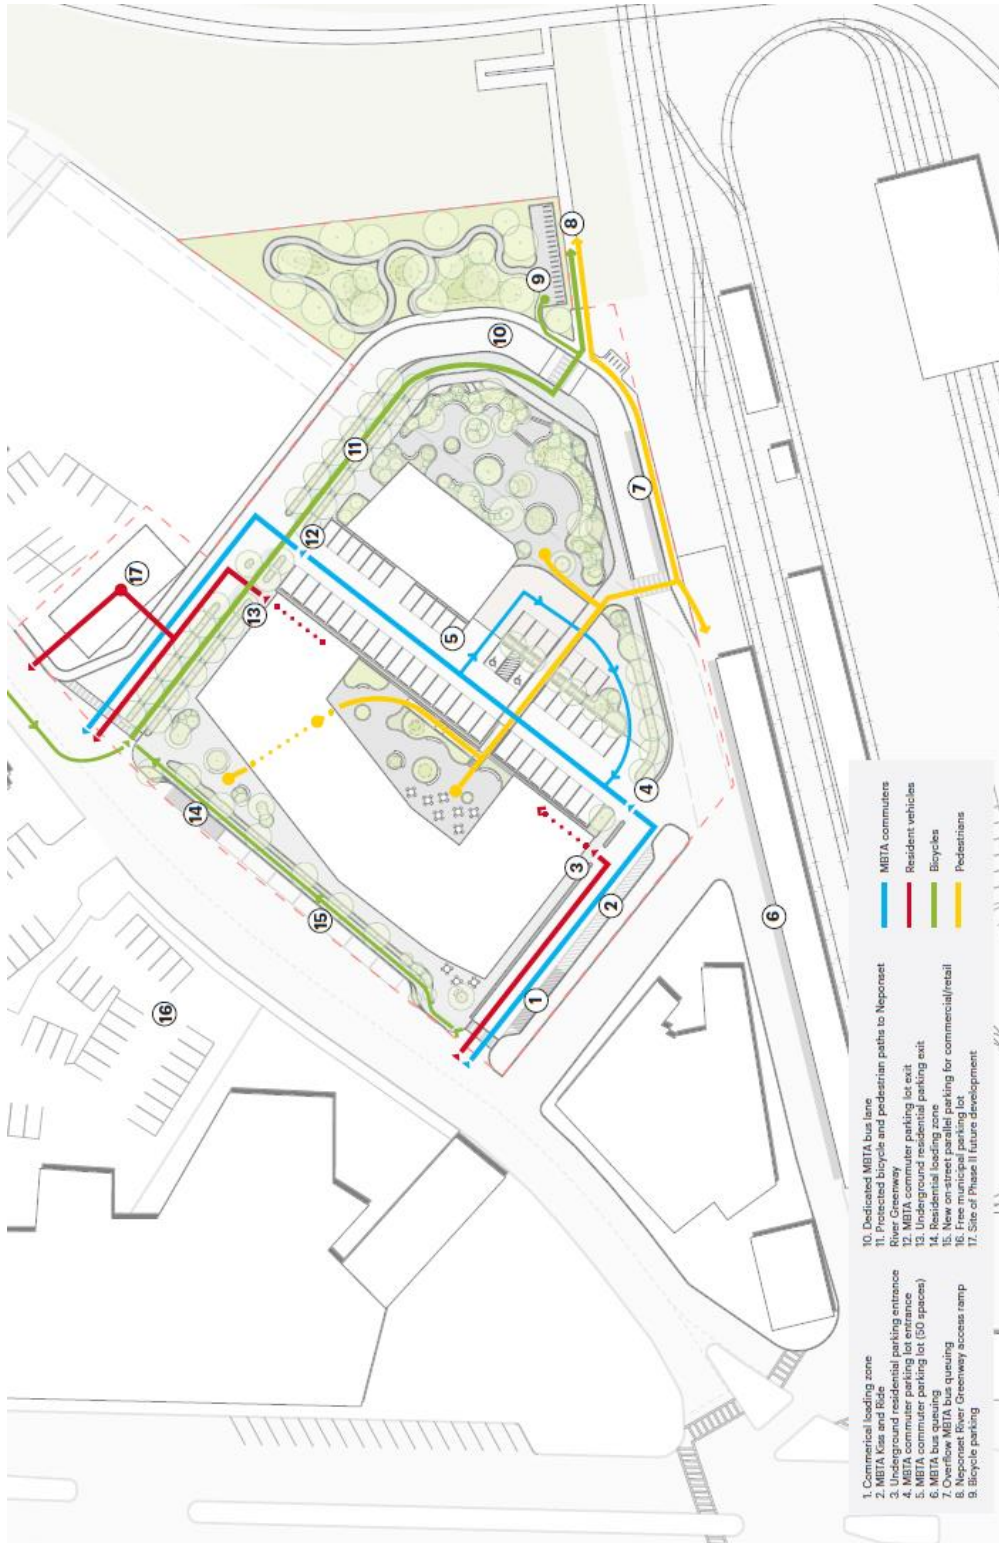 1. Commerical loading zone
2. MBTA Kiss and Ride
3. Underground residential parking entrance
4. MBTA commuter parking lot entrance
5. MBTA commuter parking lot (50 spaces)
6. MBTA bus queuing
7. Overflow MBTA bus queuing
8. Neponset River Greenway access ramp
9. Bicycle parking
10. Dedicated MBTA bus lane
11. Protected bicycle and pedestrian paths to Neponset
River Greenway
12. MBTA commuter parking lot exit
13. Underground residential parking exit
14. Residential loading zone
15. New on-street parallel parking for commercial/retail
16. Free municipal parking lot
17. Site of Phase II future development
MBTA commuters
Resident vehicles
Bicycles
Pedestrians
1
2
3
4
5
6
7
8
9
10
11
12
13
14
15
16
17